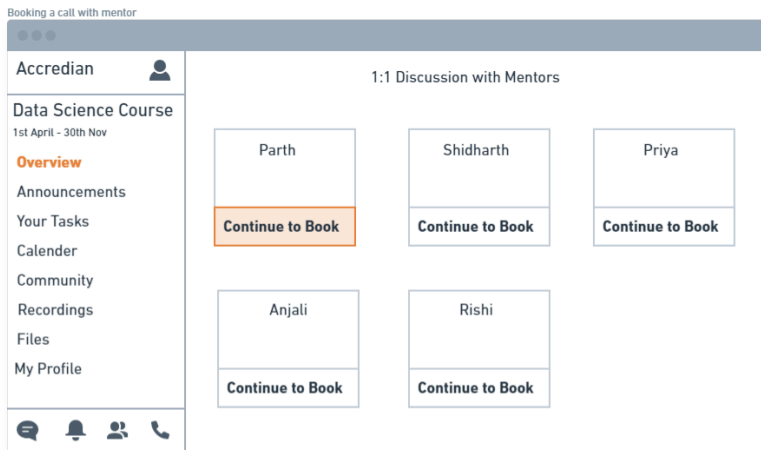 Booking a call with mentor
Accredian
Data Science Course
1st April - 30th Nov
Overview
Announcements
Your Tasks
Calender
Community
Recordings
Files
My Profile
1:1 Discussion with Mentors
Parth
Continue to Book
Shidharth
Continue to Book
Priya
Continue to Book
Anjali
Continue to Book
Rishi
Continue to Book